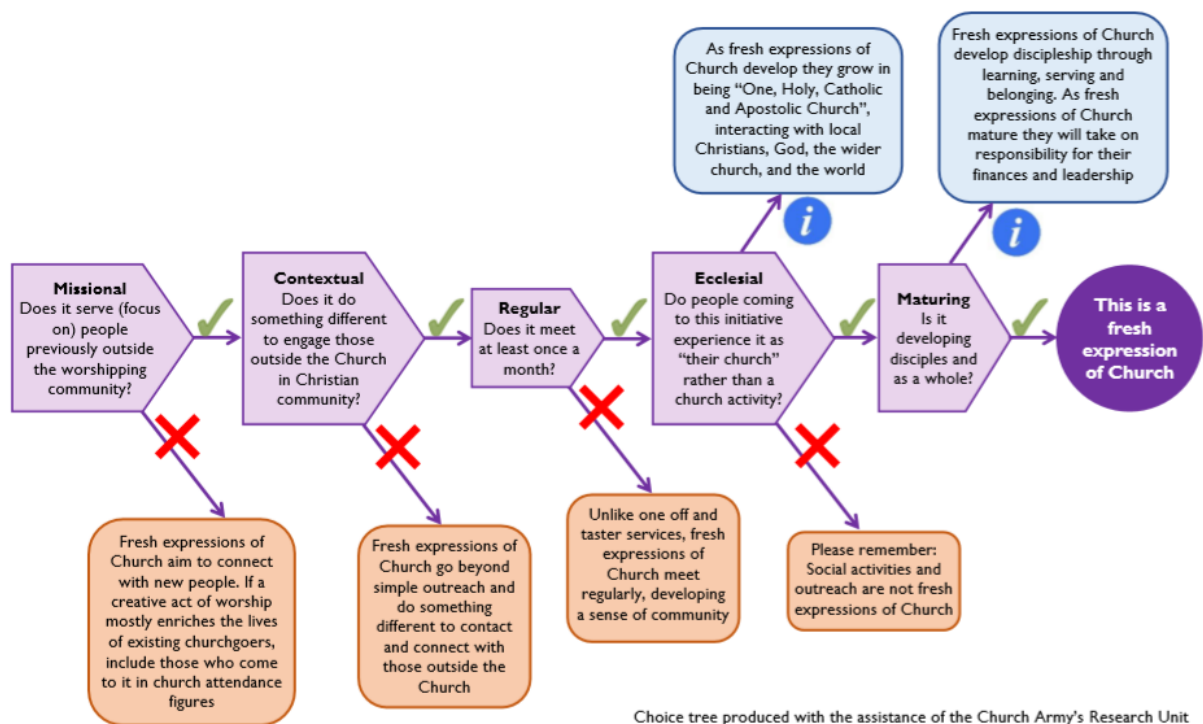 As fresh expressions of
Church develop they grow in
being “One, Holy, Catholic
and Apostolic Church”,
interacting with local
Christians, God, the wider
church, and the world
Fresh expressions of Church
develop discipleship through
learning, serving and
belonging. As fresh
expressions of Church
mature they will take on
responsibility for their
finances and leadership
i
i
Missional
Does it serve (focus
on) people
previously outside
the worshipping
community?
Contextual
Does it do
something different
to engage those
outside the Church
in Christian
community?
Regular
Does it meet
at least once a
month?
Ecclesial
Do people coming
to this initiative
experience it as
“their church”
rather than a
church activity?
Maturing
Is it
developing
disciples and
as a whole?
This is a
fresh
expression
of Church
Fresh expressions of
Church aim to connect
with new people. If a
creative act of worship
mostly enriches the lives
of existing churchgoers,
include those who come
to it in church attendance
figures
Fresh expressions of
Church go beyond
simple outreach and
do something
different to contact
and connect with
those outside the
Church
Unlike one off and
taster services, fresh
expressions of
Church meet
regularly, developing
a sense of community
Please remember:
Social activities and
outreach are not fresh
expressions of Church
Choice tree produced with the assistance of the Church Army’s Research Unit